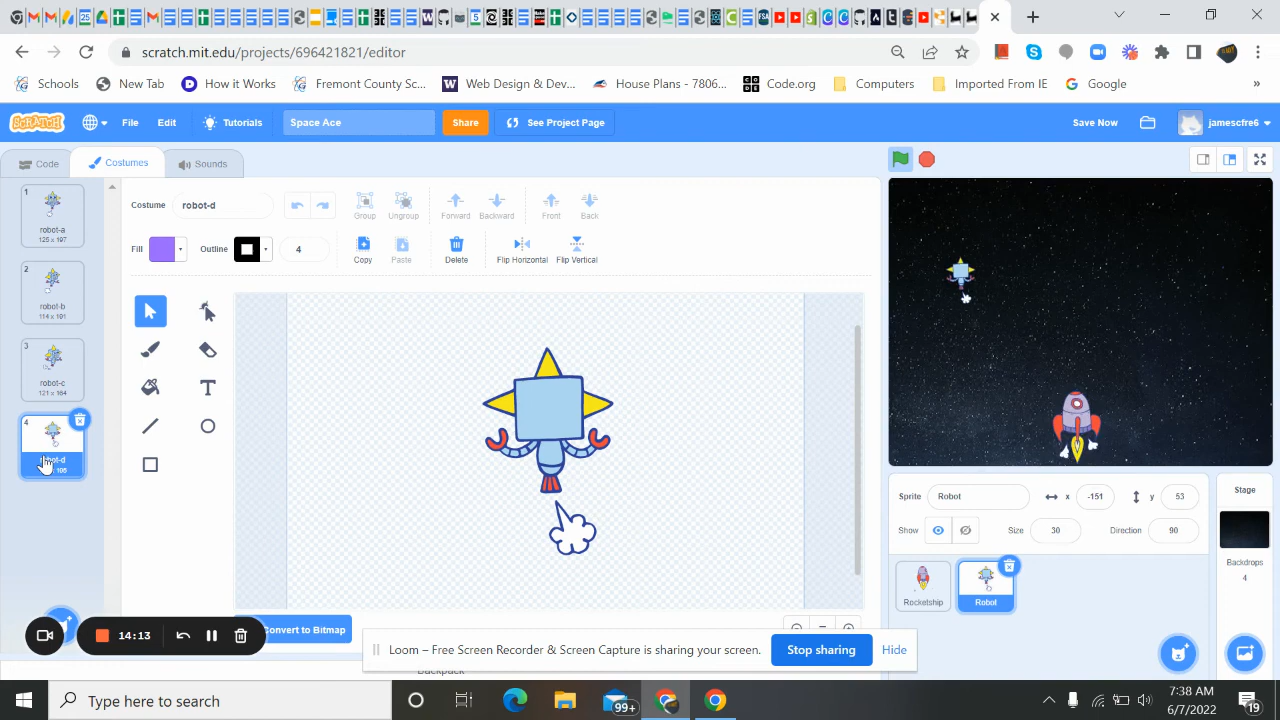 scratch.mit.edu/projects/696421821/editor
Schools New Tab How it Works Fremont County Sc... Web Design & Dev... House Plans - 7806... Code.org Computers Imported From IE Google »
SCRATCH File Edit Tutorials Space Ace Share See Project Page Save Now jamescfre6
Code Costumes Sounds
1
robot-a
125 x 197
2
robot-b
114 x 191
3
robot-c
121 x 164
4
Costume robot-d
Group Ungroup Forward Backward Front Back
Fill Outline 4
Copy Paste Delete Flip Horizontal Flip Vertical
T
Convert to Bitmap
Sprite Robot x -151 y 53
Show Size 30 Direction 90
Rocketship Robot
Stage
Backdrops
4
14:13
Loom – Free Screen Recorder & Screen Capture is sharing your screen. Stop sharing Hide
Backpack
Type here to search
99+
7:38 AM
6/7/2022
19